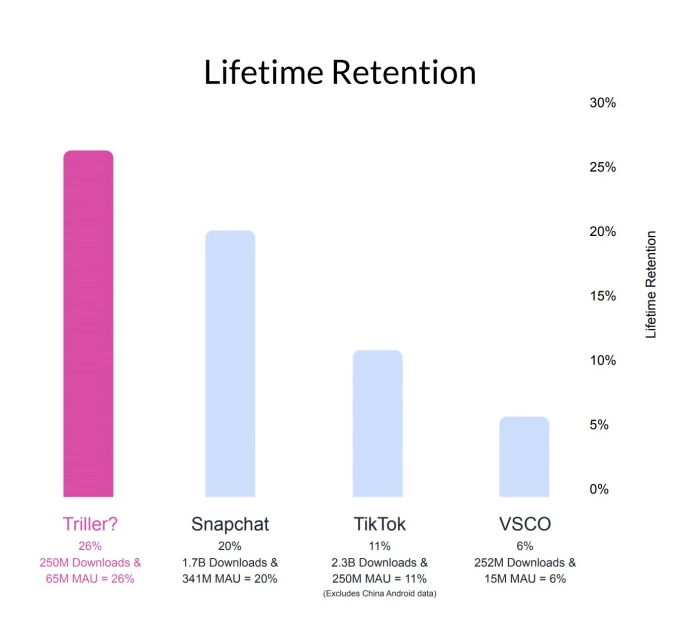 Lifetime Retention
30%
25%
20%
15%
10%
5%
0%
Lifetime Retention
Triller?
26%
250M Downloads &
65M MAU = 26%
Snapchat
20%
1.7B Downloads &
341M MAU = 20%
TikTok
11%
2.3B Downloads &
250M MAU = 11%
(Excludes China Android data)
VSCO
6%
252M Downloads &
15M MAU = 6%